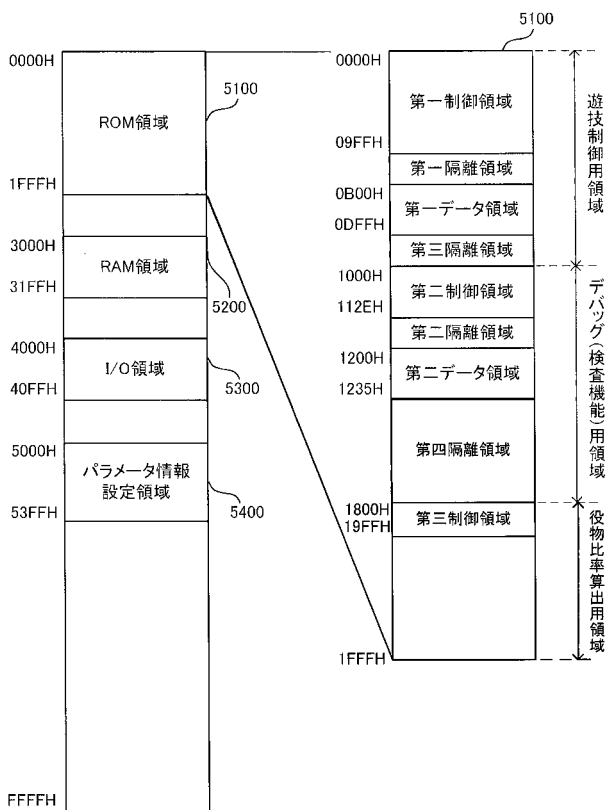 0000H
5100
ROM領域
1FFFH
3000H
RAM領域
31FFH
5200
4000H
I/O領域
40FFH
5300
5000H
パラメータ情報
設定領域
53FFH
5400
FFFFH
5100
0000H
第一制御領域
09FFH
第一隔離領域
0B00H
第一データ領域
0DFFH
第三隔離領域
1000H
第二制御領域
112EH
第二隔離領域
1200H
第二データ領域
1235H
第四隔離領域
1800H
第三制御領域
19FFH
1FFFH
遊技制御用領域
デバッグ(検査機能)用領域
役物比率算出用領域